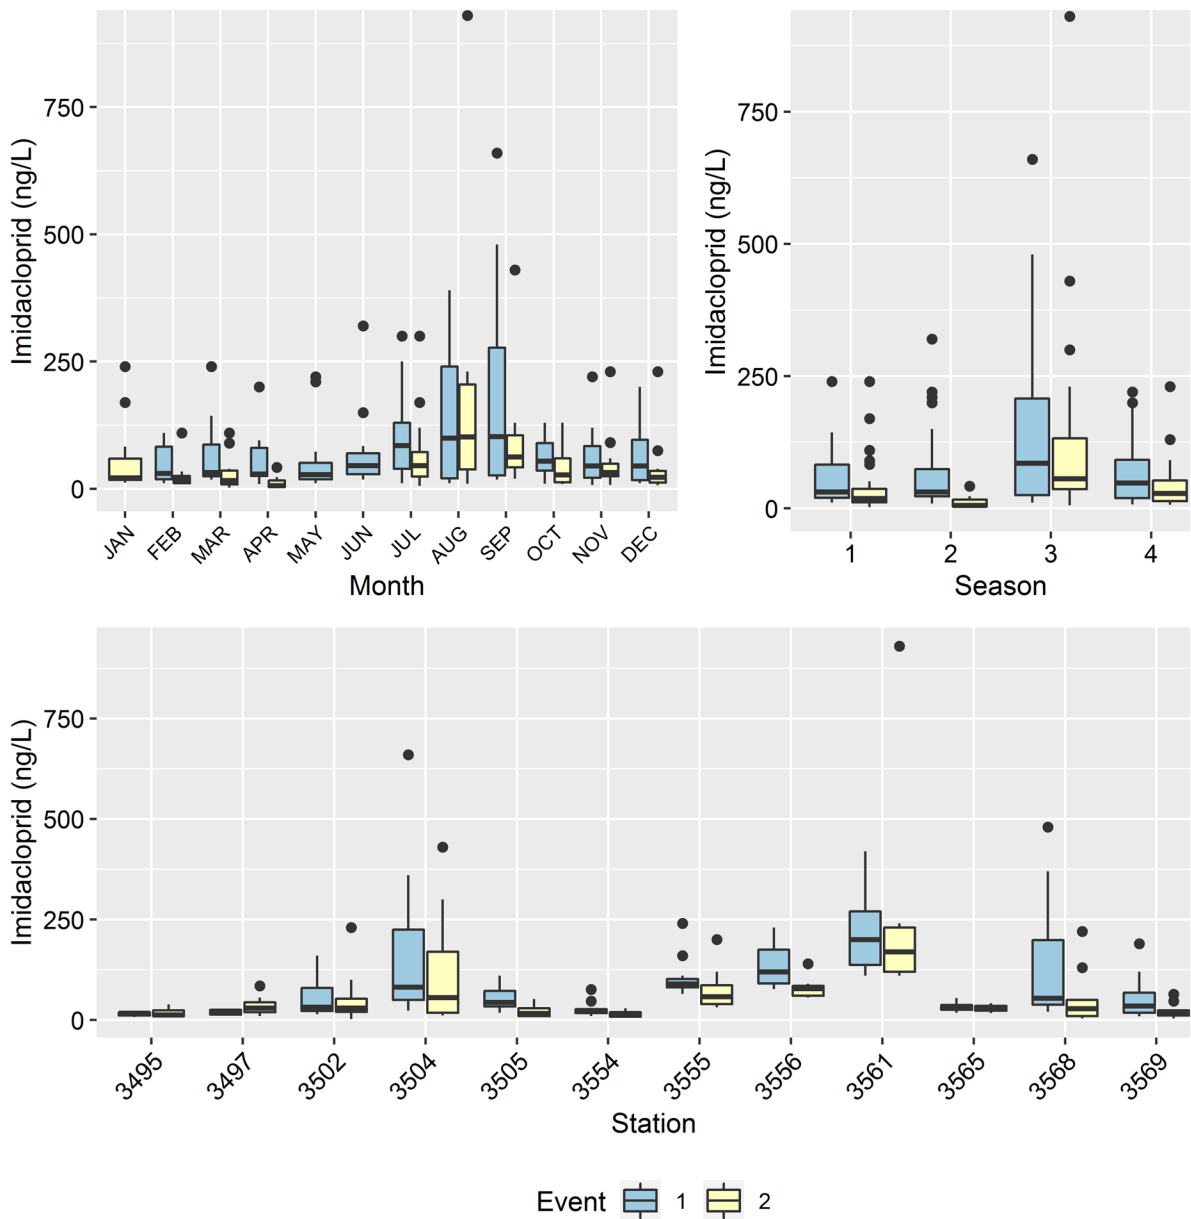 Imidacloprid (ng/L)
750
500
250
0
JAN FEB MAR APR MAY JUN JUL AUG SEP OCT NOV DEC
Month
Imidacloprid (ng/L)
750
500
250
0
1 2 3 4
Season
Imidacloprid (ng/L)
750
500
250
0
3495 3497 3502 3504 3505 3554 3555 3556 3561 3565 3568 3569
Station
Event 1 2